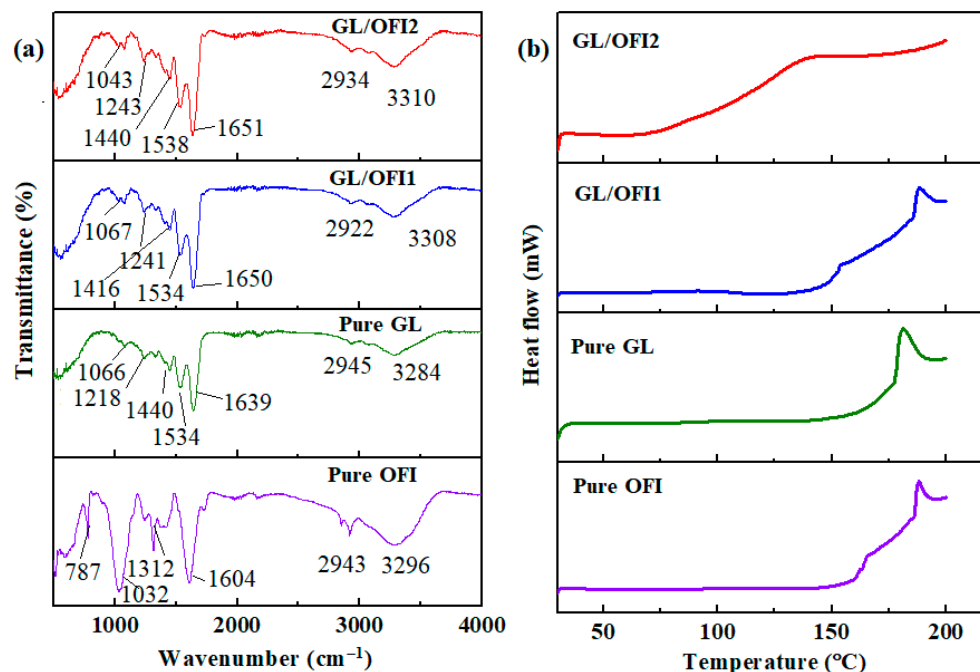 (a)
GL/OFI2
1043
1243
1440
1538
1651
2934
3310
GL/OFI1
1067
1241
1416
1534
1650
2922
3308
Pure GL
1066
1218
1440
1534
1639
2945
3284
Pure OFI
787
1032
1312
1604
2943
3296
Transmittance (%)
1000 2000 3000 4000
Wavenumber (cm⁻¹)
(b)
GL/OFI2
GL/OFI1
Pure GL
Pure OFI
Heat flow (mW)
50 100 150 200
Temperature (°C)